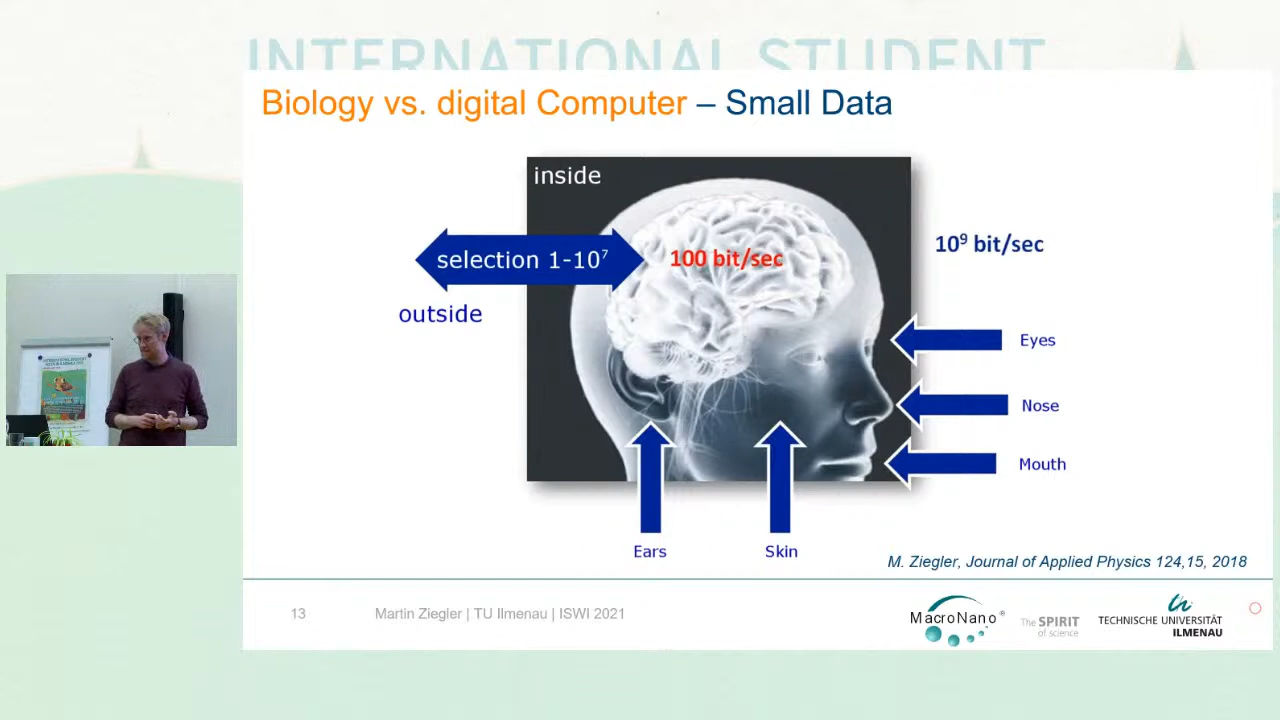 INTERNATIONAL STUDENT
Biology vs. digital Computer – Small Data
inside
selection 1-10⁷
outside
100 bit/sec
10⁹ bit/sec
Eyes
Nose
Mouth
Ears
Skin
M. Ziegler, Journal of Applied Physics 124,15, 2018
13
Martin Ziegler | TU Ilmenau | ISWI 2021
MacroNano®
The SPIRIT
of science
TECHNISCHE UNIVERSITÄT
ILMENAU